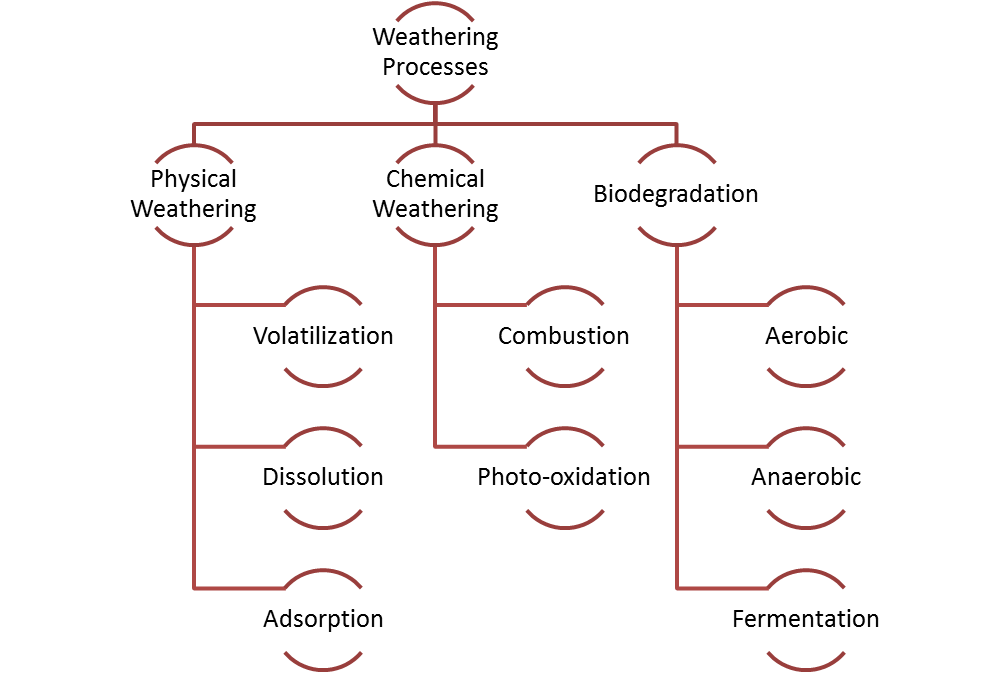 Weathering
Processes
Physical
Weathering
Chemical
Weathering
Biodegradation
Volatilization
Combustion
Aerobic
Dissolution
Photo-oxidation
Anaerobic
Adsorption
Fermentation